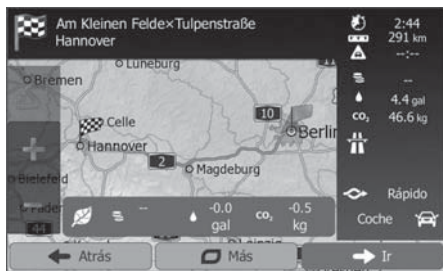 Am Kleinen Felde×Tulpenstraße
Hannover
2:44
291 km
--:--
--
4.4 gal
CO₂ 46.6 kg
Rápido
Coche
Luneburg
Bremen
Celle
Hannover
10
Berlin
2
Magdeburg
Bielefeld
44
--
-0.0
gal
CO₂
-0.5
kg
Atrás
Más
Ir